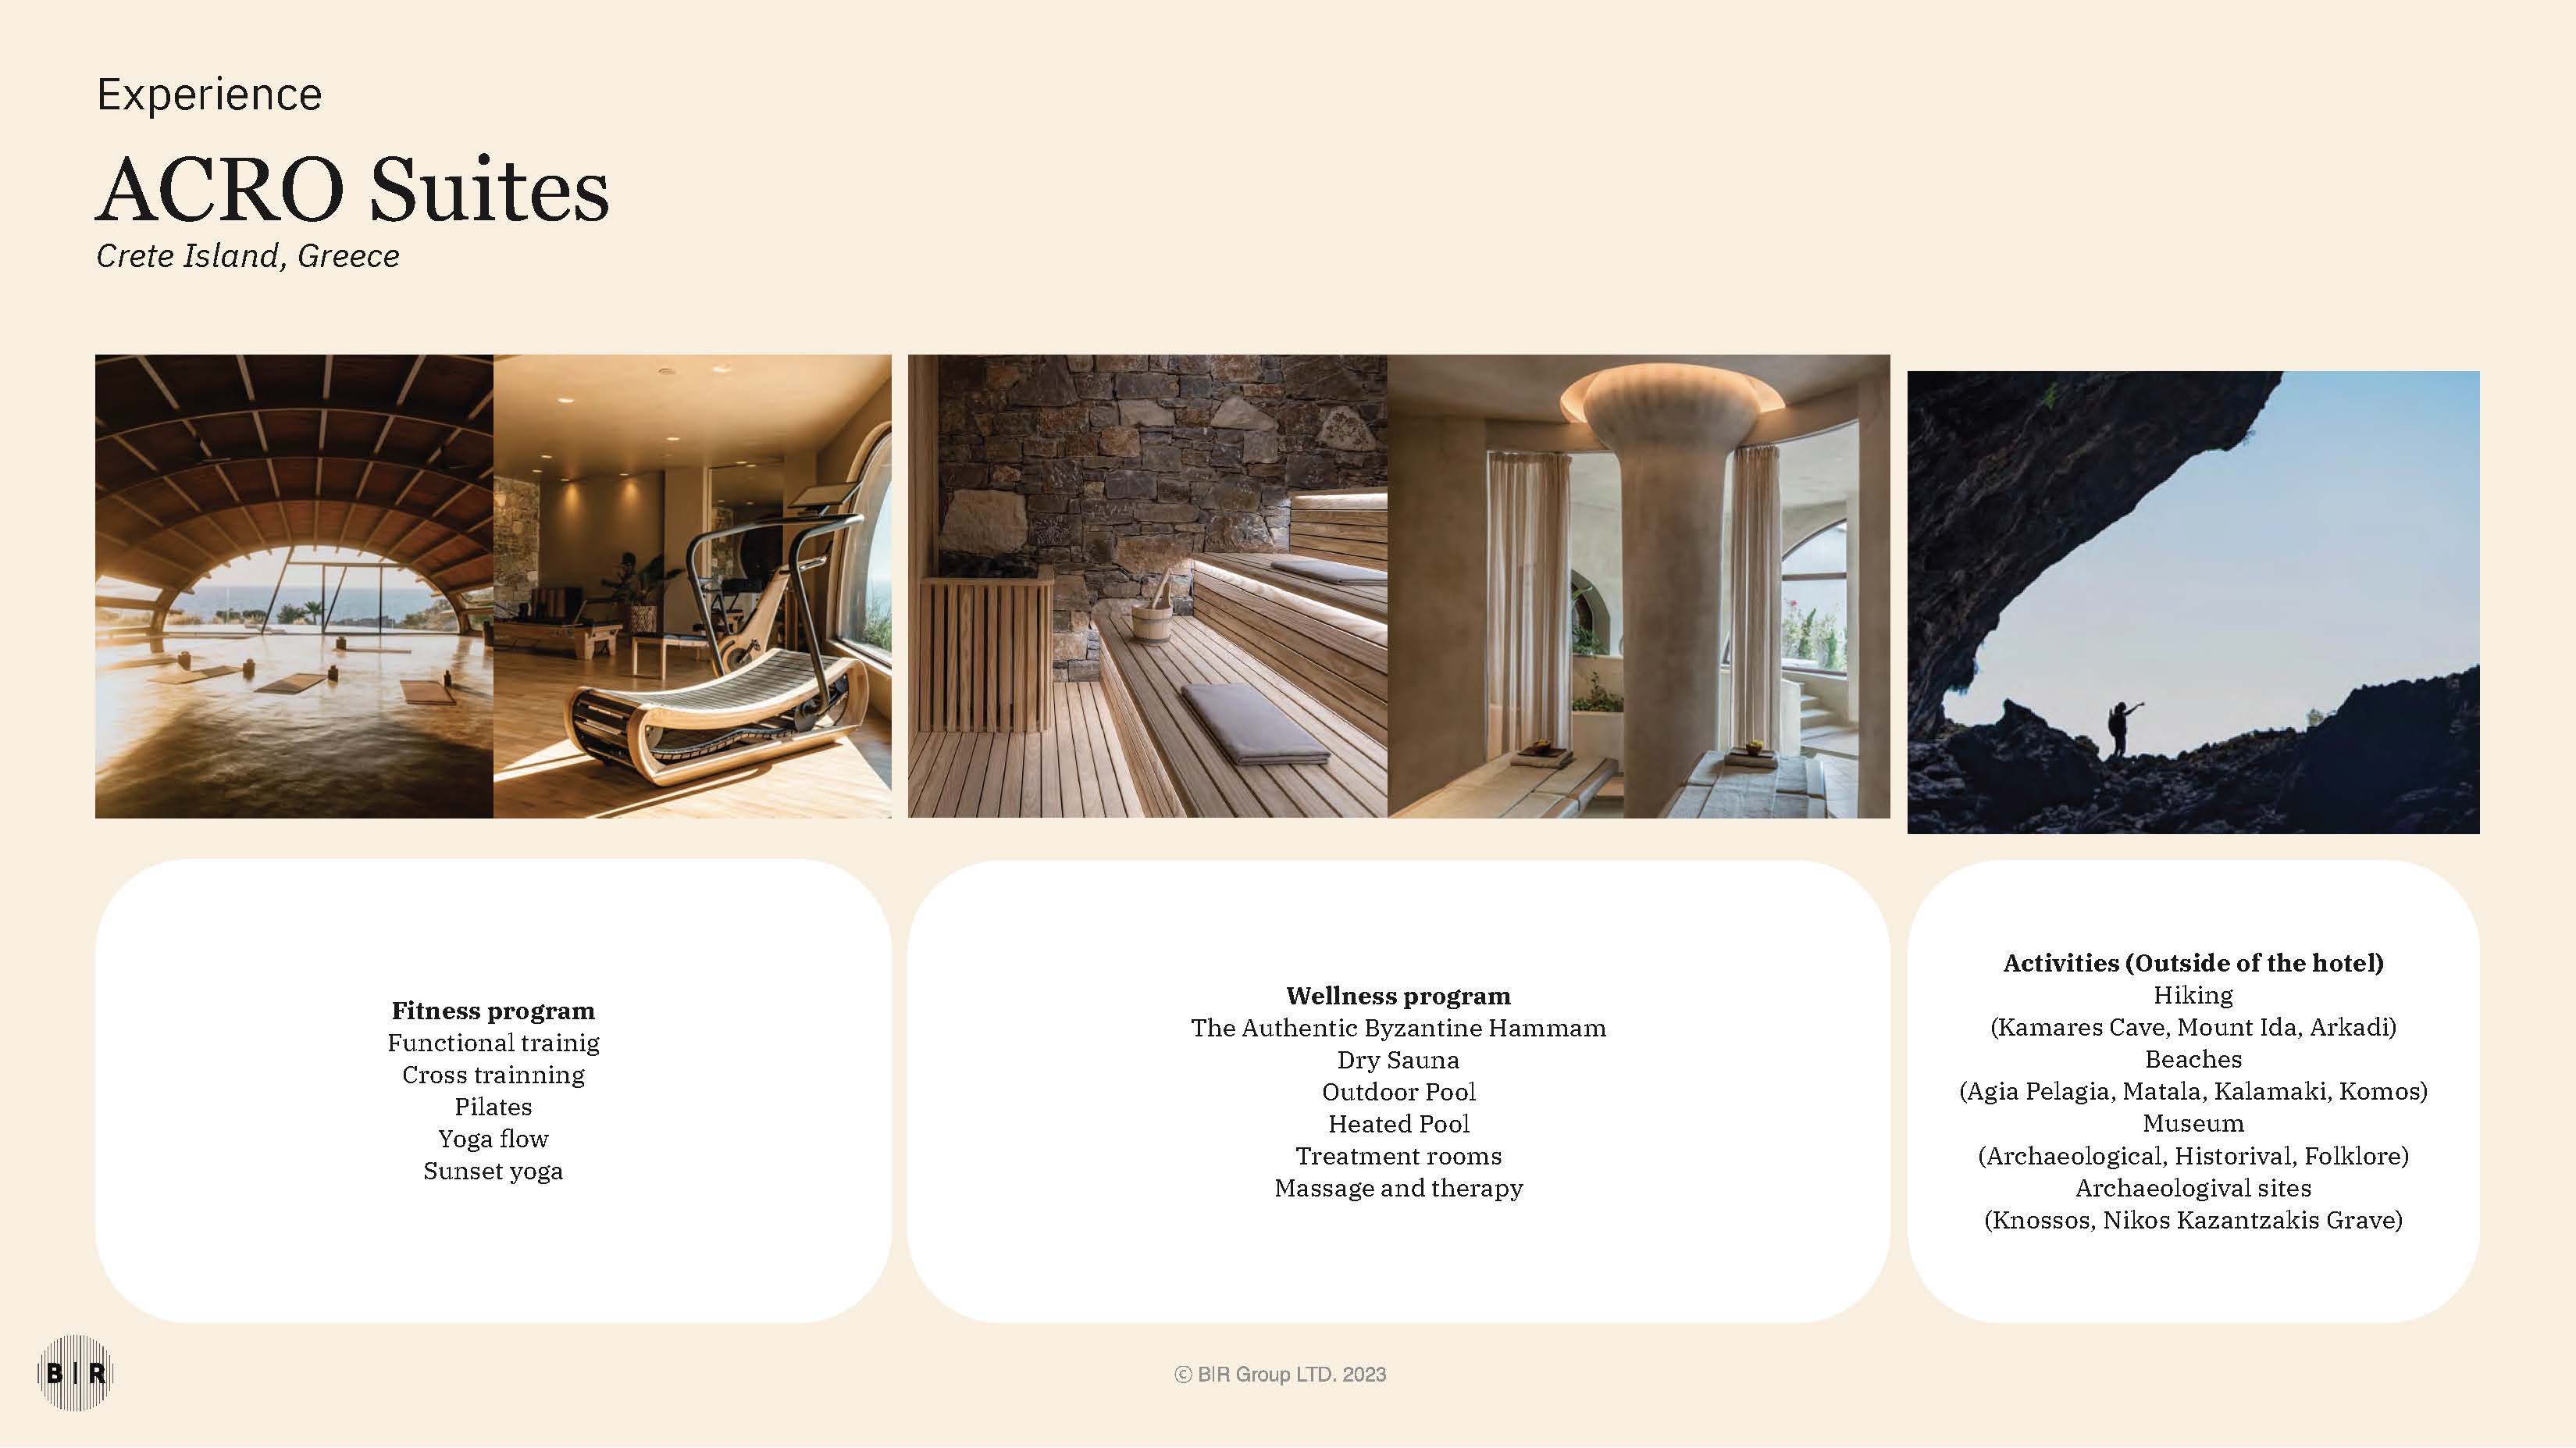 Experience
ACRO Suites
Crete Island, Greece
Fitness program
Functional trainig
Cross trainning
Pilates
Yoga flow
Sunset yoga
Wellness program
The Authentic Byzantine Hammam
Dry Sauna
Outdoor Pool
Heated Pool
Treatment rooms
Massage and therapy
Activities (Outside of the hotel)
Hiking
(Kamares Cave, Mount Ida, Arkadi)
Beaches
(Agia Pelagia, Matala, Kalamaki, Komos)
Museum
(Archaeological, Historival, Folklore)
Archaeologival sites
(Knossos, Nikos Kazantzakis Grave)
B|R
© B|R Group LTD. 2023